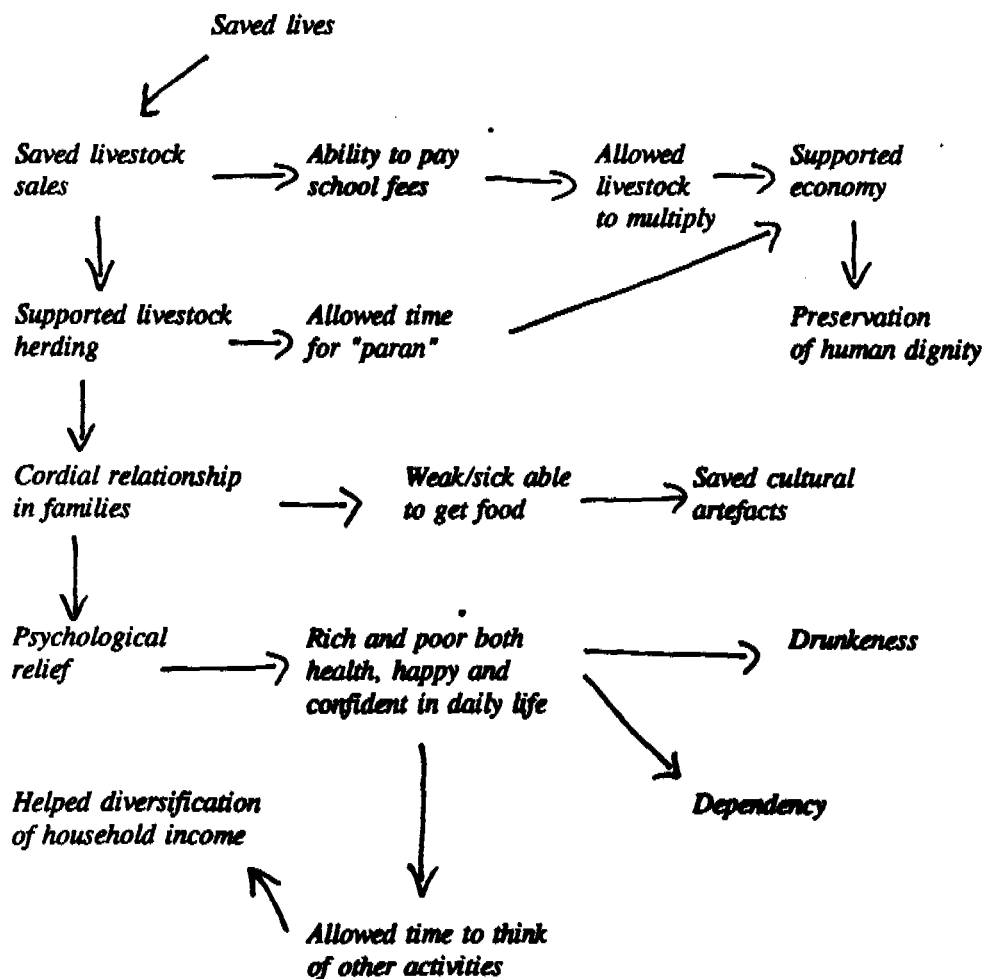 Saved lives
Saved livestock
sales
Ability to pay
school fees
Allowed
livestock
to multiply
Supported
economy
Supported livestock
herding
Allowed time
for "paran"
Preservation
of human dignity
Cordial relationship
in families
Weak/sick able
to get food
Saved cultural
artefacts
Psychological
relief
Rich and poor both
health, happy and
confident in daily life
Drunkeness
Dependency
Helped diversification
of household income
Allowed time to think
of other activities